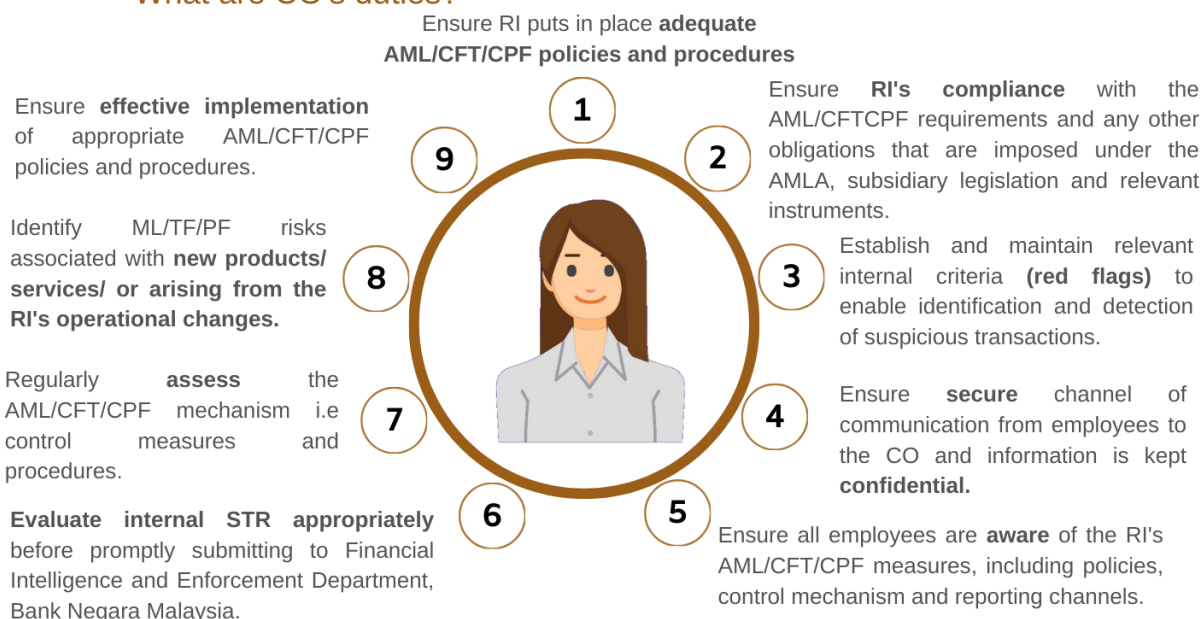 What are CO's duties?
Ensure RI puts in place adequate
AML/CFT/CPF policies and procedures
1
Ensure RI's compliance with the
AML/CFTCPF requirements and any other
obligations that are imposed under the
AMLA, subsidiary legislation and relevant
instruments.
2
Establish and maintain relevant
internal criteria (red flags) to
enable identification and detection
of suspicious transactions.
3
Ensure secure channel of
communication from employees to
the CO and information is kept
confidential.
4
Ensure all employees are aware of the RI's
AML/CFT/CPF measures, including policies,
control mechanism and reporting channels.
5
Evaluate internal STR appropriately
before promptly submitting to Financial
Intelligence and Enforcement Department,
Bank Negara Malaysia.
6
Regularly assess the
AML/CFT/CPF mechanism i.e
control measures and
procedures.
7
Identify ML/TF/PF risks
associated with new products/
services/ or arising from the
RI's operational changes.
8
Ensure effective implementation
of appropriate AML/CFT/CPF
policies and procedures.
9